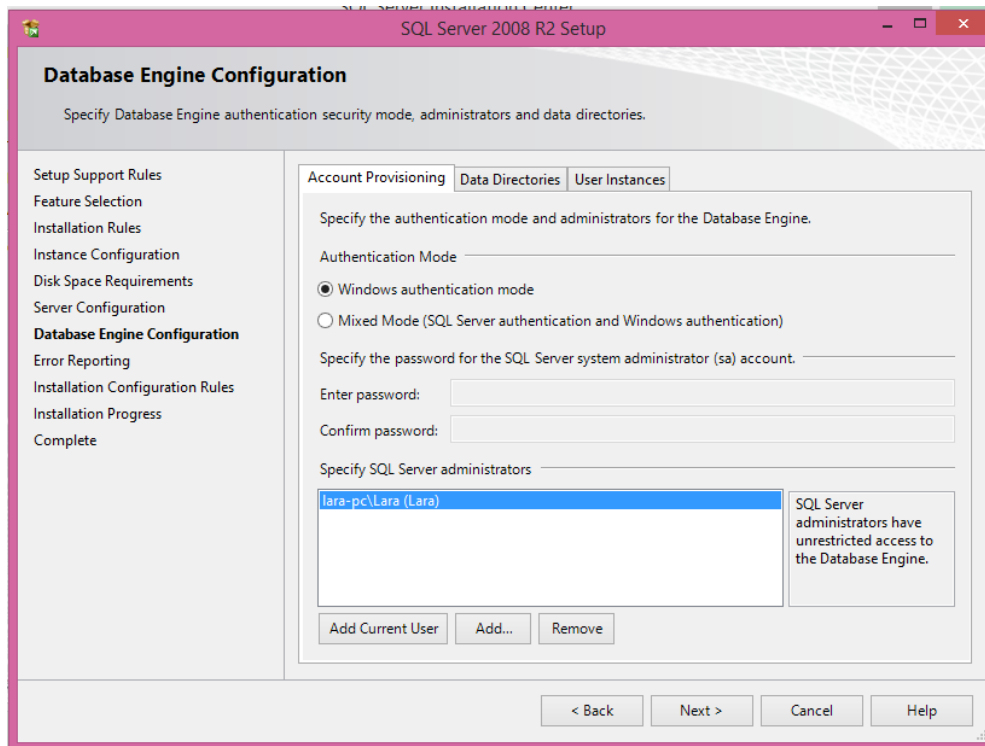 SQL Server Installation Center
SQL Server 2008 R2 Setup
Database Engine Configuration
Specify Database Engine authentication security mode, administrators and data directories.
Setup Support Rules
Feature Selection
Installation Rules
Instance Configuration
Disk Space Requirements
Server Configuration
Database Engine Configuration
Error Reporting
Installation Configuration Rules
Installation Progress
Complete
Account Provisioning
Data Directories
User Instances
Specify the authentication mode and administrators for the Database Engine.
Authentication Mode
Windows authentication mode
Mixed Mode (SQL Server authentication and Windows authentication)
Specify the password for the SQL Server system administrator (sa) account.
Enter password:
Confirm password:
Specify SQL Server administrators
lara-pc\Lara (Lara)
SQL Server
administrators have
unrestricted access to
the Database Engine.
Add Current User
Add...
Remove
< Back
Next >
Cancel
Help